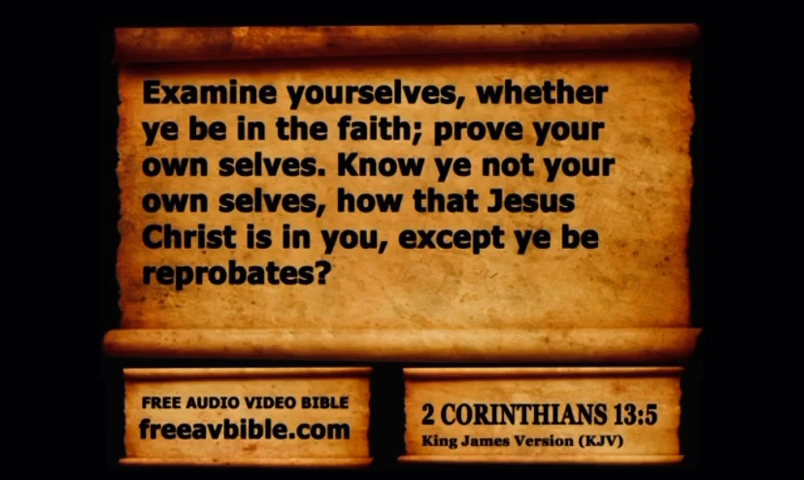 Examine yourselves, whether
ye be in the faith; prove your
own selves. Know ye not your
own selves, how that Jesus
Christ is in you, except ye be
reprobates?
FREE AUDIO VIDEO BIBLE
freeavbible.com
2 CORINTHIANS 13:5
King James Version (KJV)